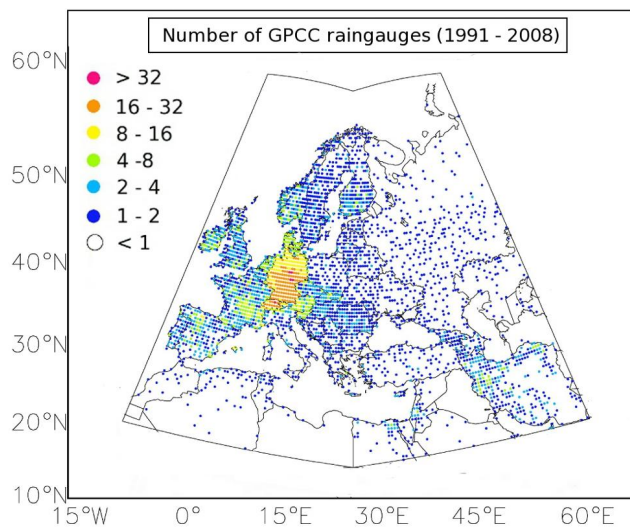 Number of GPCC raingauges (1991 - 2008)
60°N
> 32
16 - 32
8 - 16
4 -8
2 - 4
1 - 2
< 1
50°N
40°N
30°N
20°N
10°N
15°W
0°
15°E
30°E
45°E
60°E